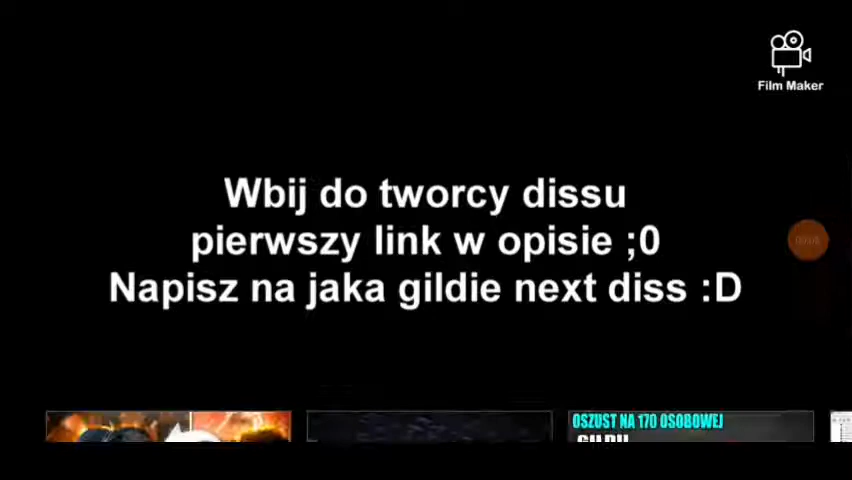 Film Maker
Wbij do tworcy dissu
pierwszy link w opisie ;0
Napisz na jaka gildie next diss :D
OSZUST NA 170 OSOBOWEJ